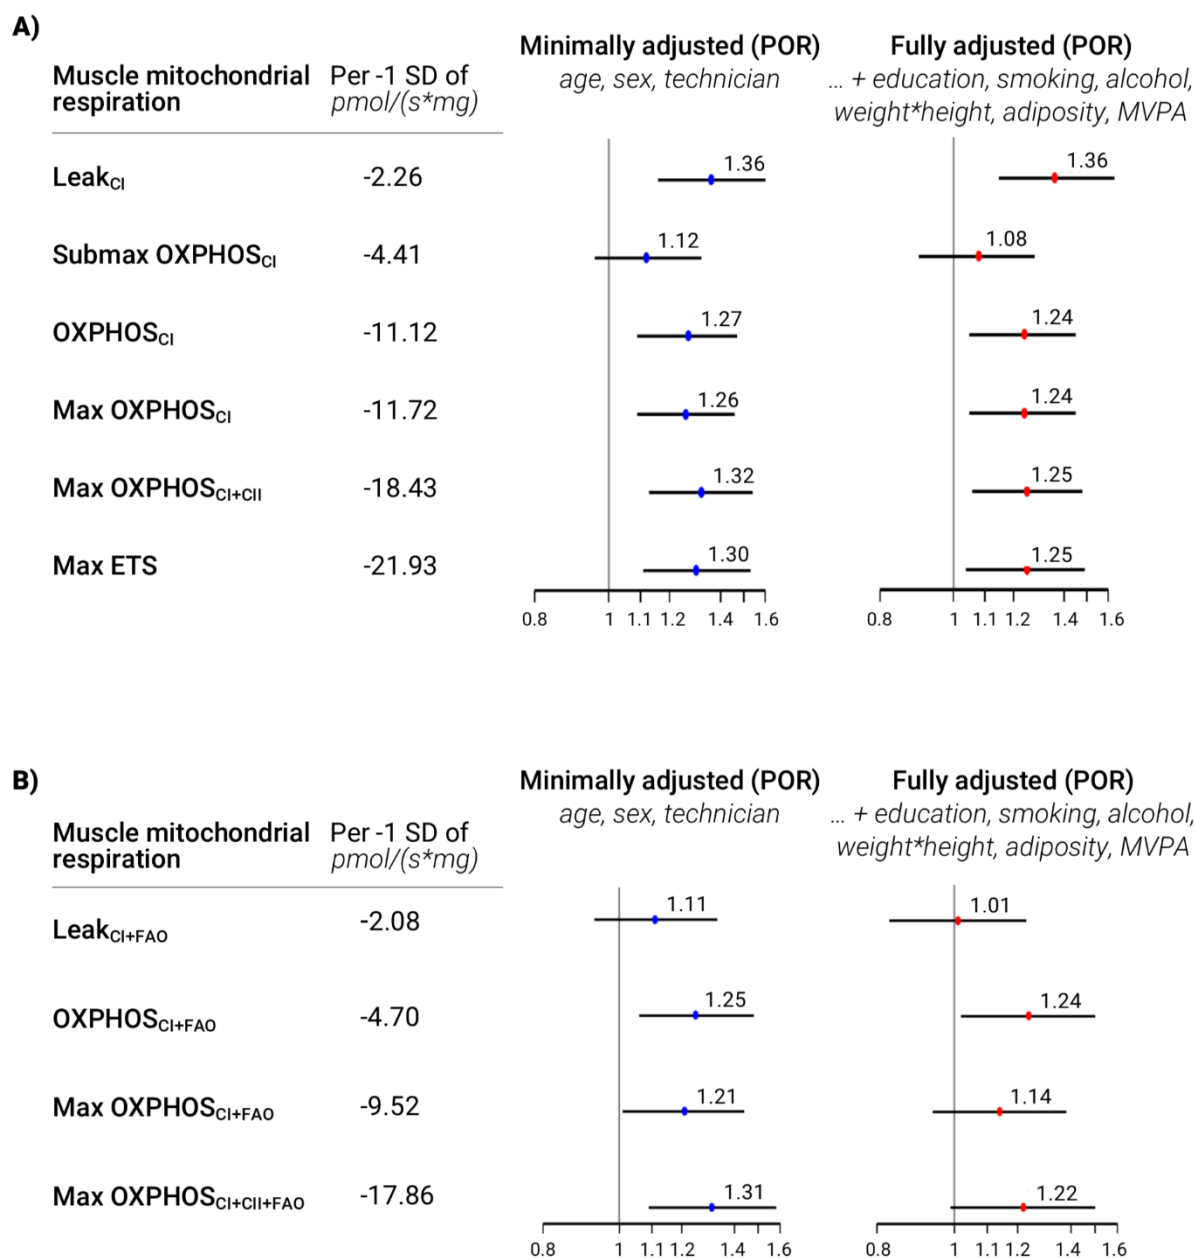 A)
Muscle mitochondrial respiration
Per -1 SD of pmol/(s*mg)
Minimally adjusted (POR)
age, sex, technician
Fully adjusted (POR)
... + education, smoking, alcohol,
weight*height, adiposity, MVPA
LeakCI -2.26 1.36 1.36
Submax OXPHOSCI -4.41 1.12 1.08
OXPHOSCI -11.12 1.27 1.24
Max OXPHOSCI -11.72 1.26 1.24
Max OXPHOSCI+CII -18.43 1.32 1.25
Max ETS -21.93 1.30 1.25
0.8 1 1.1 1.2 1.4 1.6 0.8 1 1.1 1.2 1.4 1.6
B)
Muscle mitochondrial respiration
Per -1 SD of pmol/(s*mg)
Minimally adjusted (POR)
age, sex, technician
Fully adjusted (POR)
... + education, smoking, alcohol,
weight*height, adiposity, MVPA
LeakCI+FAO -2.08 1.11 1.01
OXPHOSCI+FAO -4.70 1.25 1.24
Max OXPHOSCI+FAO -9.52 1.21 1.14
Max OXPHOSCI+CII+FAO -17.86 1.31 1.22
0.8 1 1.1 1.2 1.4 1.6 0.8 1 1.1 1.2 1.4 1.6